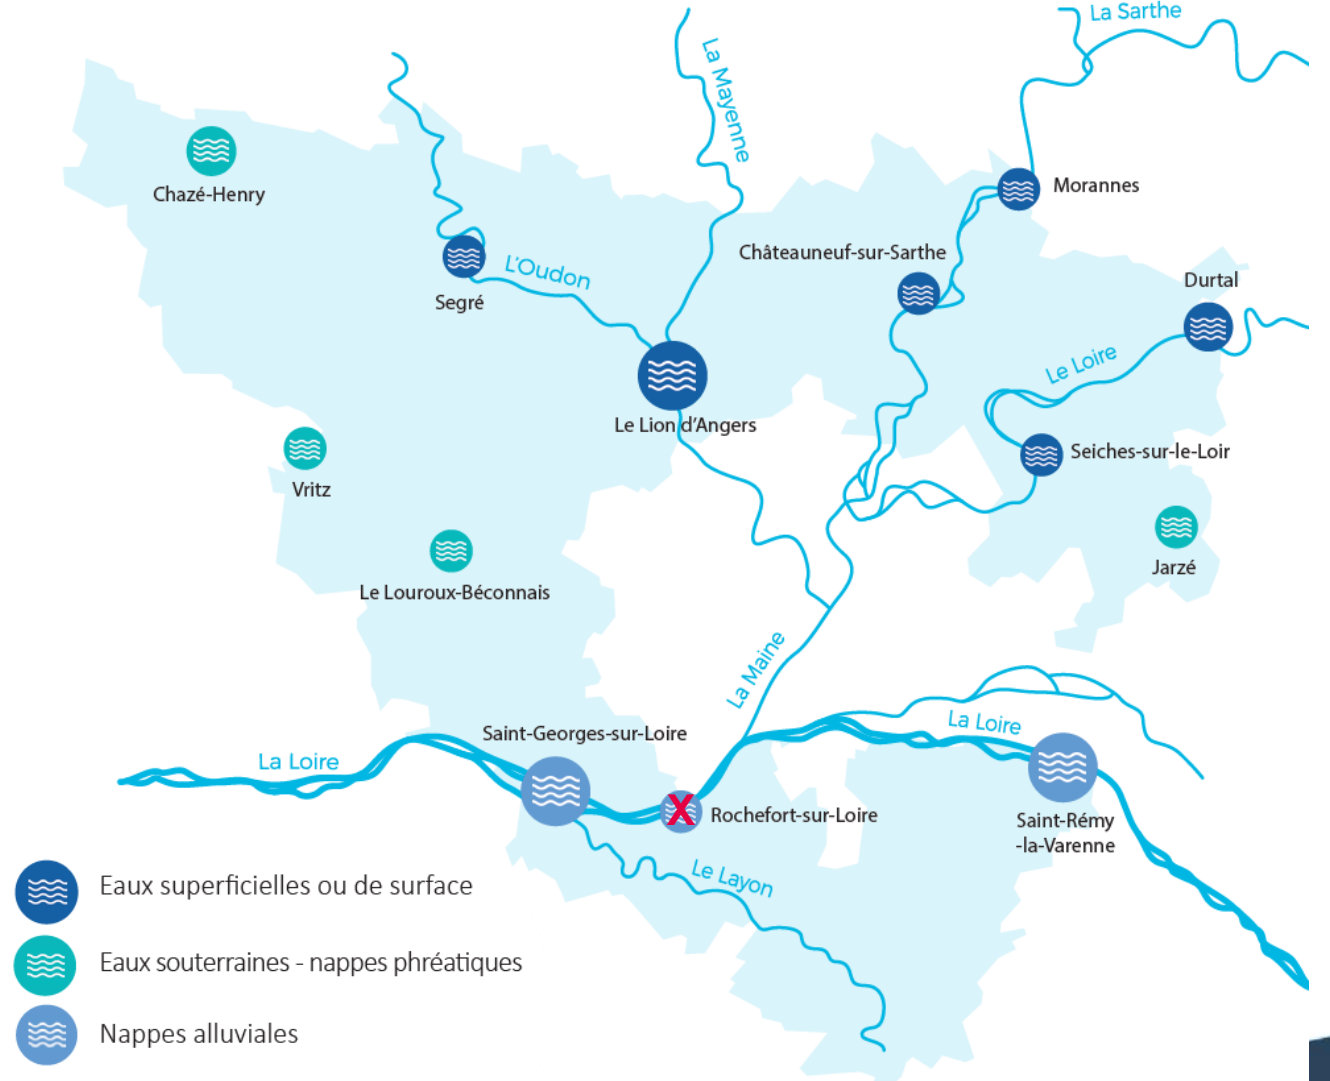 La Sarthe
La Mayenne
Chazé-Henry
Morannes
Châteauneuf-sur-Sarthe
L'Oudon
Durtal
Segré
Le Loire
Le Lion d'Angers
Seiches-sur-le-Loir
Vritz
Jarzé
Le Louroux-Béconnais
La Maine
La Loire
Saint-Georges-sur-Loire
La Loire
X
Rochefort-sur-Loire
Saint-Rémy
-la-Varenne
Le Layon
Eaux superficielles ou de surface
Eaux souterraines - nappes phréatiques
Nappes alluviales